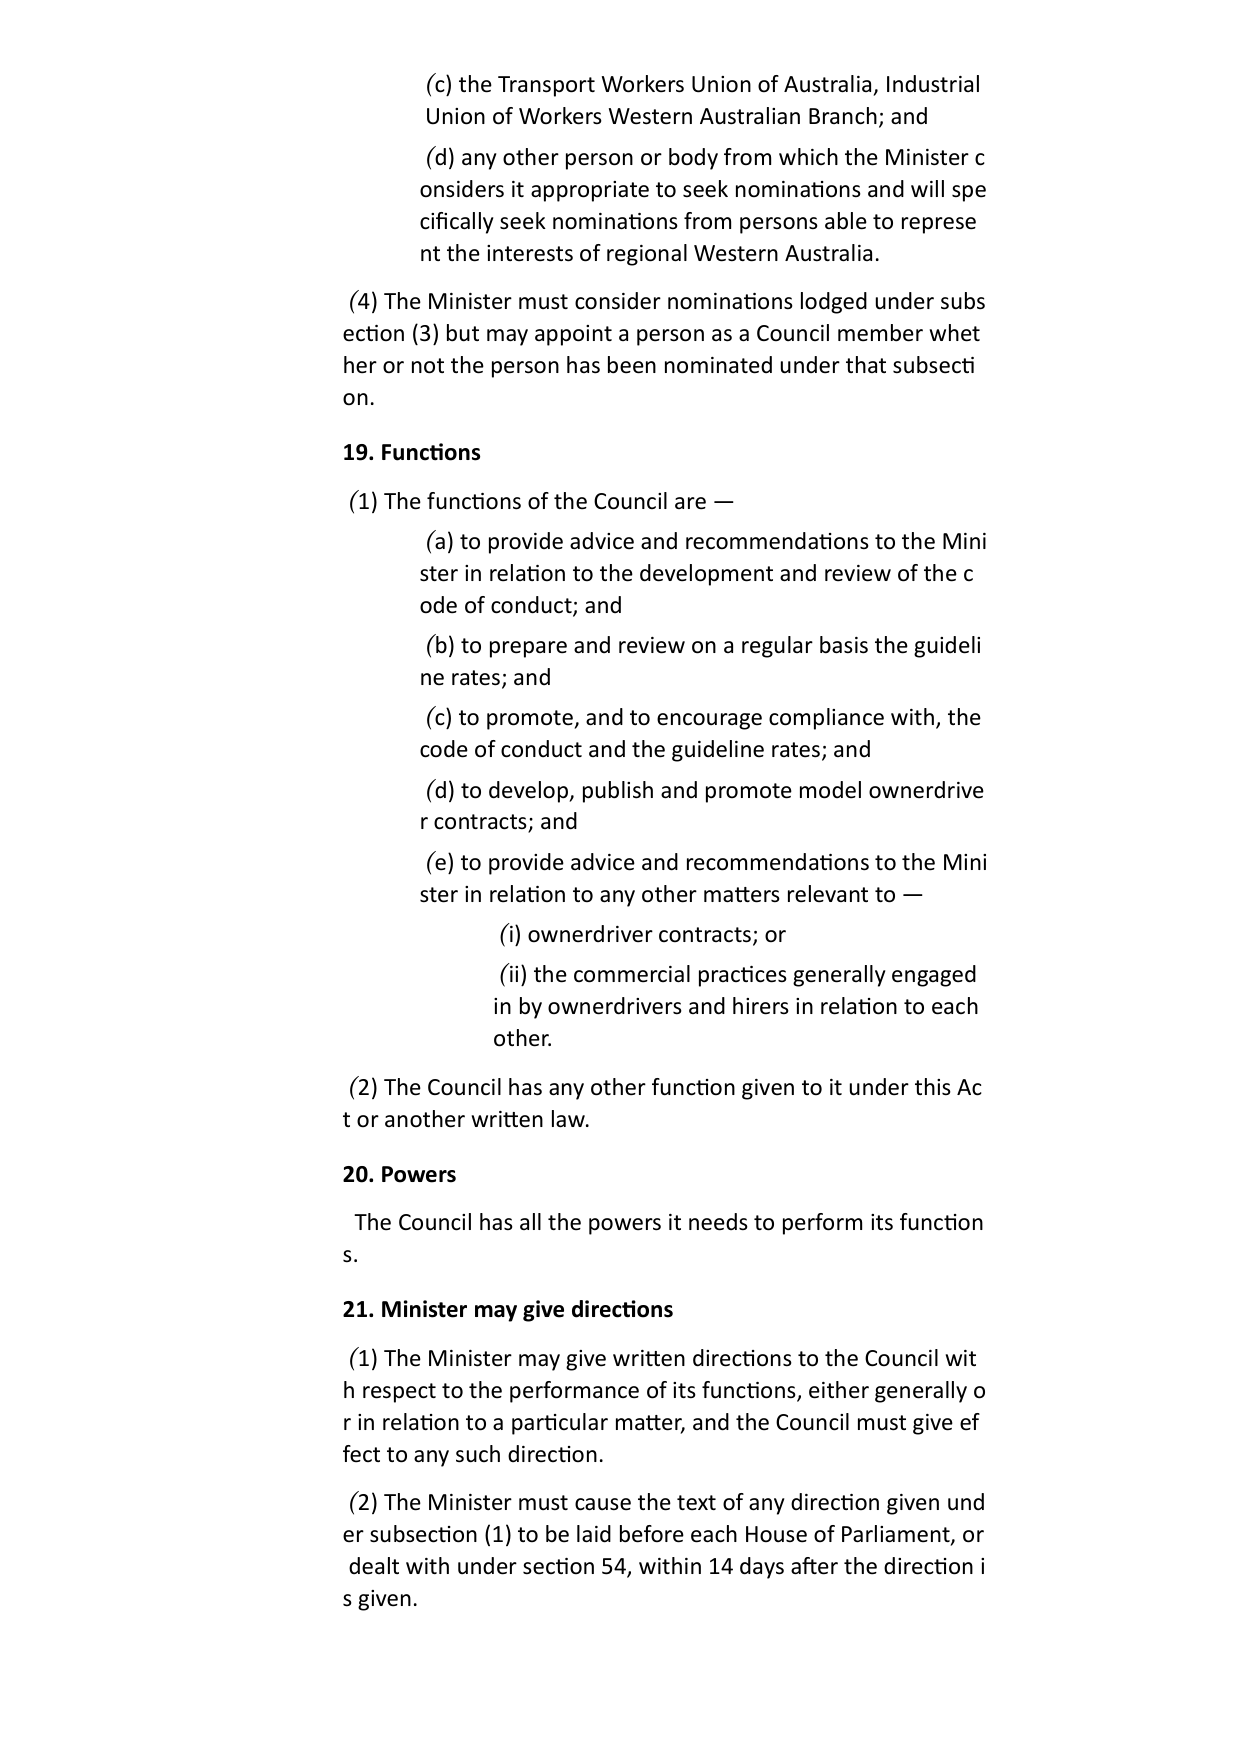 (c) the Transport Workers Union of Australia, Industrial
Union of Workers Western Australian Branch; and
(d) any other person or body from which the Minister c
onsiders it appropriate to seek nominations and will spe
cifically seek nominations from persons able to represe
nt the interests of regional Western Australia.
(4) The Minister must consider nominations lodged under subs
ection (3) but may appoint a person as a Council member whet
her or not the person has been nominated under that subsecti
on.
19. Functions
(1) The functions of the Council are —
(a) to provide advice and recommendations to the Mini
ster in relation to the development and review of the c
ode of conduct; and
(b) to prepare and review on a regular basis the guideli
ne rates; and
(c) to promote, and to encourage compliance with, the
code of conduct and the guideline rates; and
(d) to develop, publish and promote model ownerdrive
r contracts; and
(e) to provide advice and recommendations to the Mini
ster in relation to any other matters relevant to —
(i) ownerdriver contracts; or
(ii) the commercial practices generally engaged
in by ownerdrivers and hirers in relation to each
other.
(2) The Council has any other function given to it under this Ac
t or another written law.
20. Powers
The Council has all the powers it needs to perform its function
s.
21. Minister may give directions
(1) The Minister may give written directions to the Council wit
h respect to the performance of its functions, either generally o
r in relation to a particular matter, and the Council must give ef
fect to any such direction.
(2) The Minister must cause the text of any direction given und
er subsection (1) to be laid before each House of Parliament, or
dealt with under section 54, within 14 days after the direction i
s given.